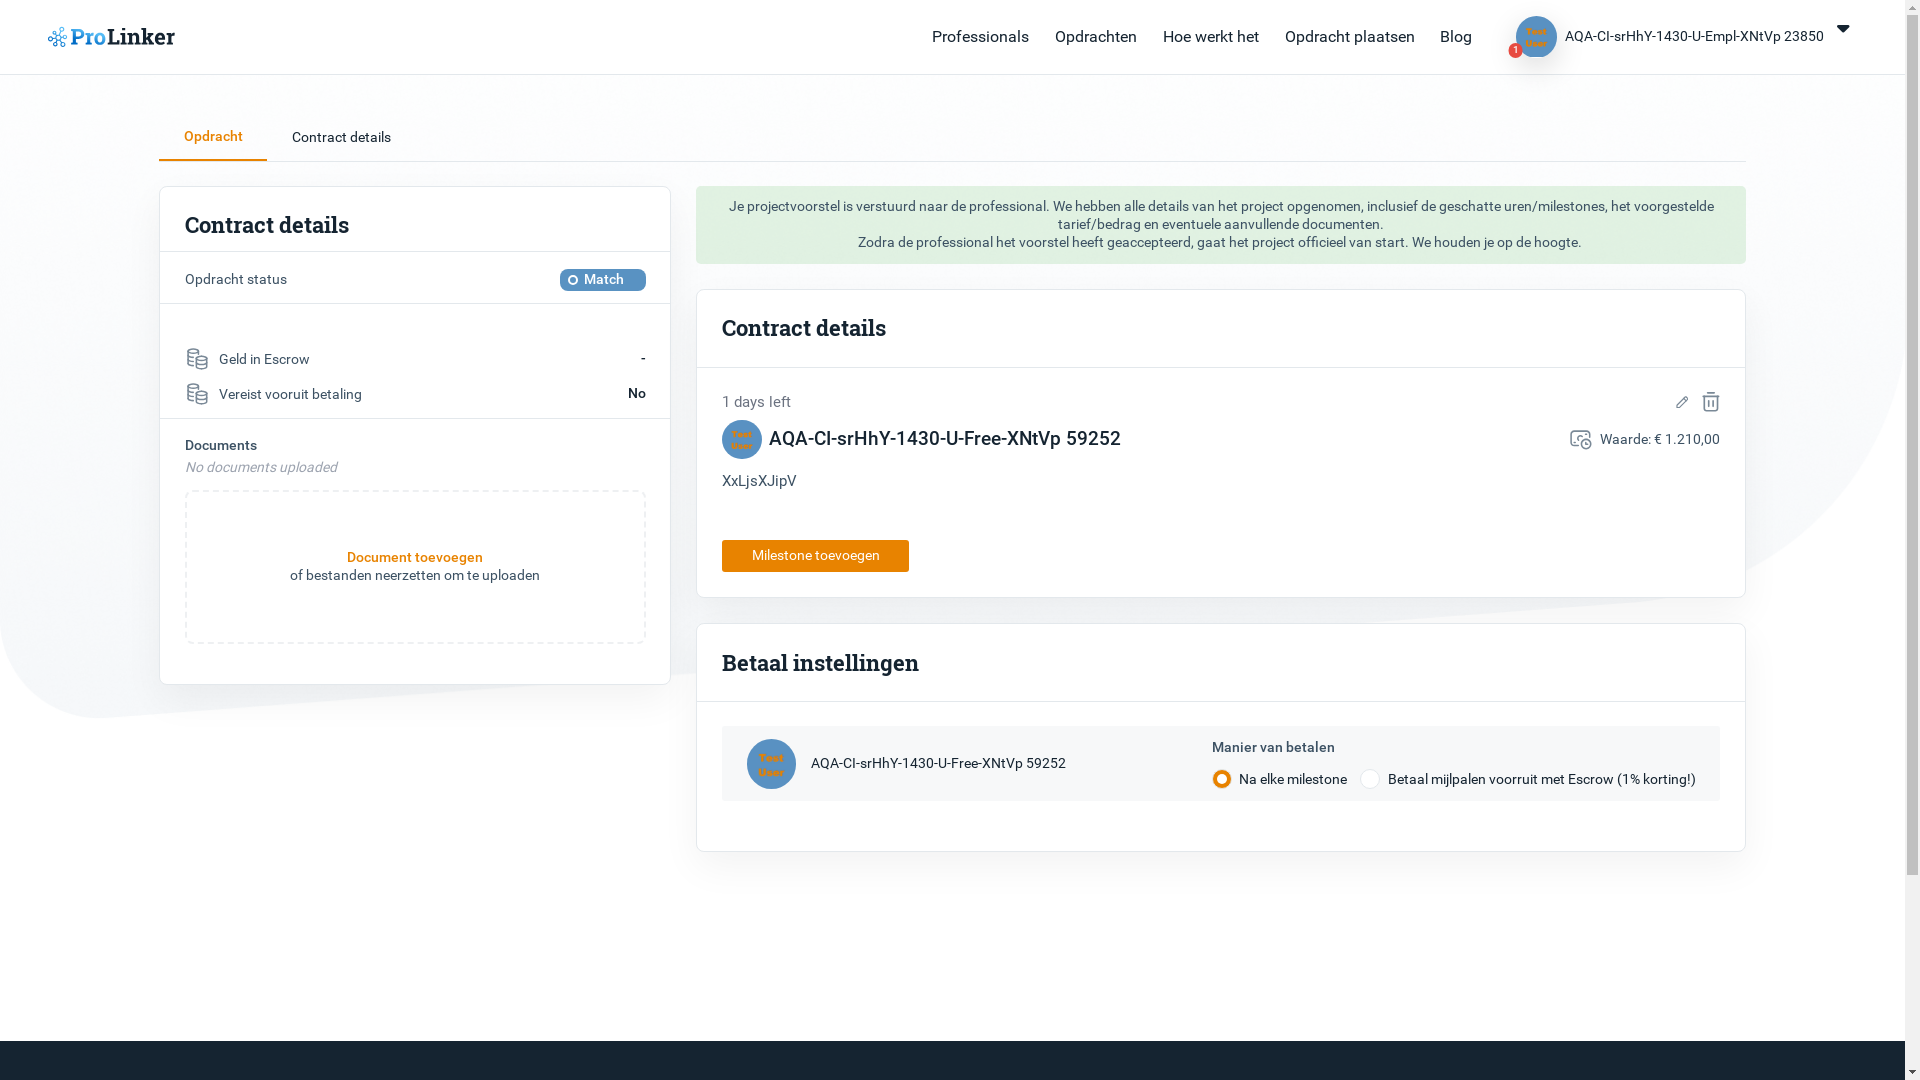 ProLinker
Professionals
Opdrachten
Hoe werkt het
Opdracht plaatsen
Blog
1
Test
User
AQA-CI-srHhY-1430-U-Empl-XNtVp 23850
Opdracht
Contract details
Contract details
Opdracht status
Match
Geld in Escrow
-
Vereist vooruit betaling
No
Documents
No documents uploaded
Document toevoegen
of bestanden neerzetten om te uploaden
Je projectvoorstel is verstuurd naar de professional. We hebben alle details van het project opgenomen, inclusief de geschatte uren/milestones, het voorgestelde
tarief/bedrag en eventuele aanvullende documenten.
Zodra de professional het voorstel heeft geaccepteerd, gaat het project officieel van start. We houden je op de hoogte.
Contract details
1 days left
Test
User
AQA-CI-srHhY-1430-U-Free-XNtVp 59252
Waarde: € 1.210,00
XxLjsXJipV
Milestone toevoegen
Betaal instellingen
Test
User
AQA-CI-srHhY-1430-U-Free-XNtVp 59252
Manier van betalen
Na elke milestone
Betaal mijlpalen voorruit met Escrow (1% korting!)